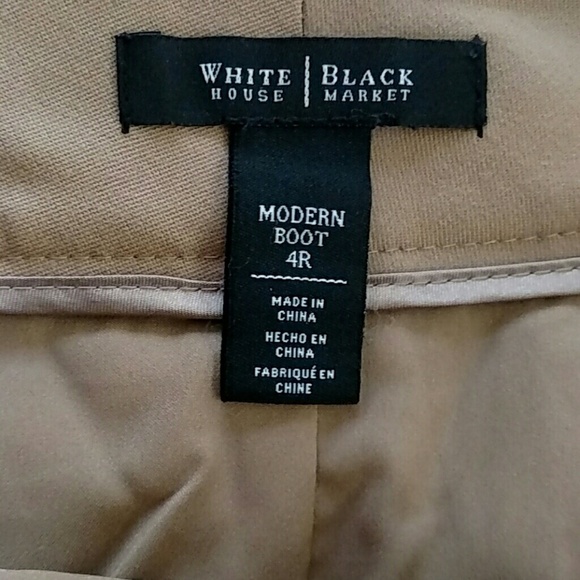 WHITE | BLACK
HOUSE | MARKET
MODERN
BOOT
4R
MADE IN
CHINA
HECHO EN
CHINA
FABRIQUÉ EN
CHINE